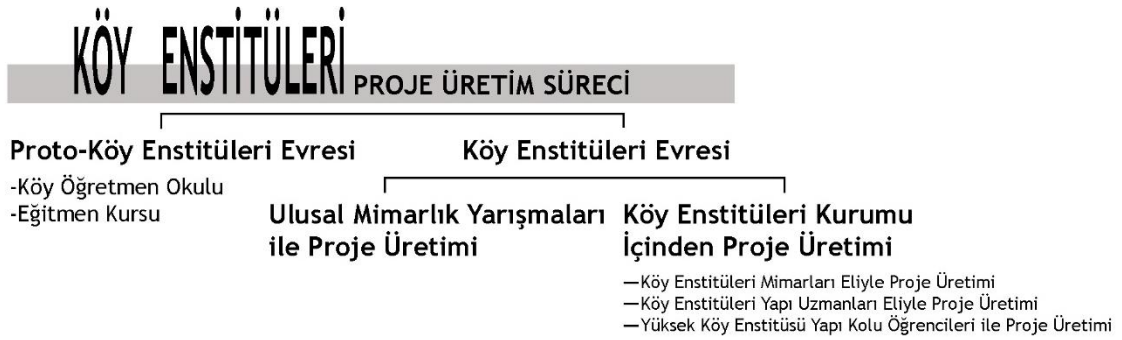 KÖY ENSTİTÜLERİ PROJE ÜRETİM SÜRECİ
Proto-Köy Enstitüleri Evresi
-Köy Öğretmen Okulu
-Eğitmen Kursu
Köy Enstitüleri Evresi
Ulusal Mimarlık Yarışmaları
ile Proje Üretimi
Köy Enstitüleri Kurumu
İçinden Proje Üretimi
—Köy Enstitüleri Mimarları Eliyle Proje Üretimi
—Köy Enstitüleri Yapı Uzmanları Eliyle Proje Üretimi
—Yüksek Köy Enstitüsü Yapı Kolu Öğrencileri ile Proje Üretimi